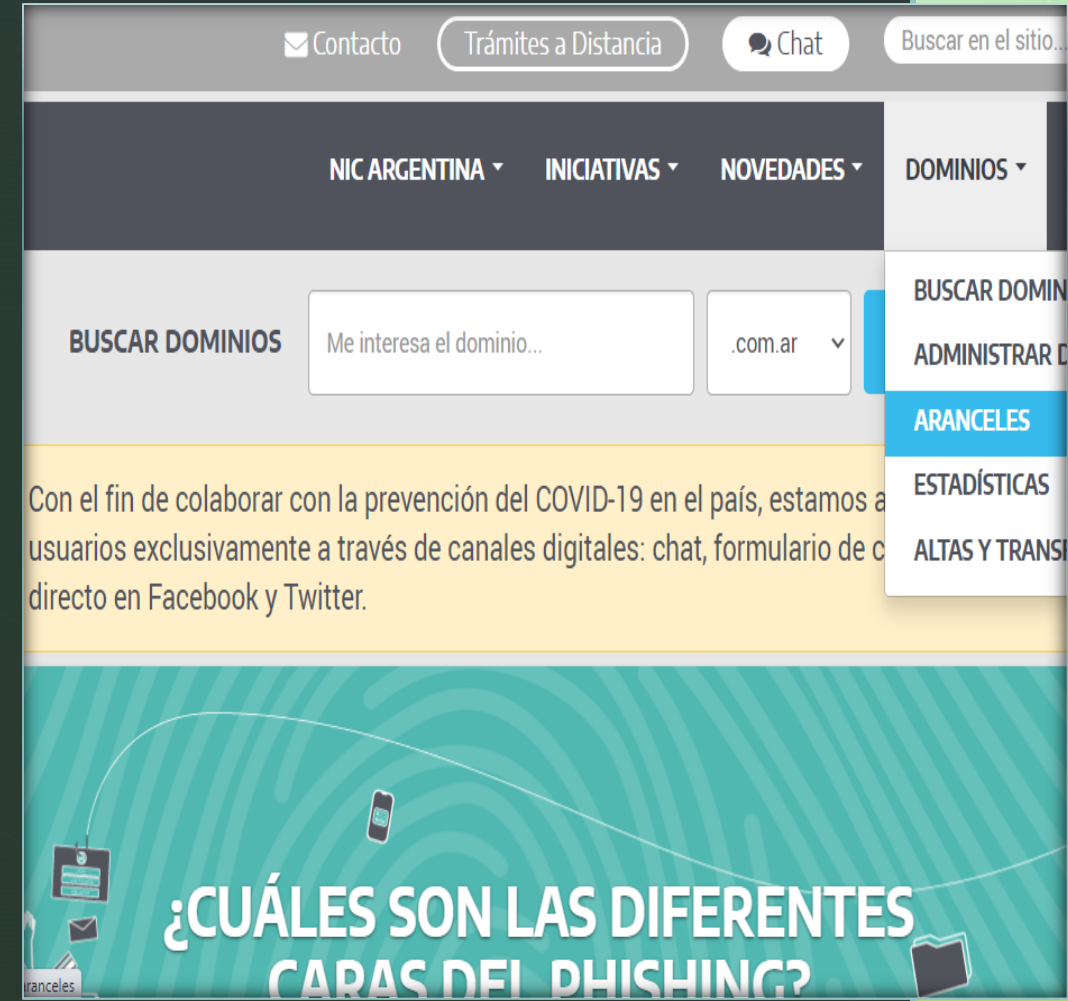 Contacto Trámites a Distancia Chat Buscar en el sitio...
NIC ARGENTINA INICIATIVAS NOVEDADES DOMINIOS
BUSCAR DOMINIOS Me interesa el dominio... .com.ar
BUSCAR DOMIN
ADMINISTRAR D
ARANCELES
ESTADÍSTICAS
ALTAS Y TRANSF
Con el fin de colaborar con la prevención del COVID-19 en el país, estamos a
usuarios exclusivamente a través de canales digitales: chat, formulario de c
directo en Facebook y Twitter.
¿CUÁLES SON LAS DIFERENTES
CARAS DEL PHISHING?
ranceles